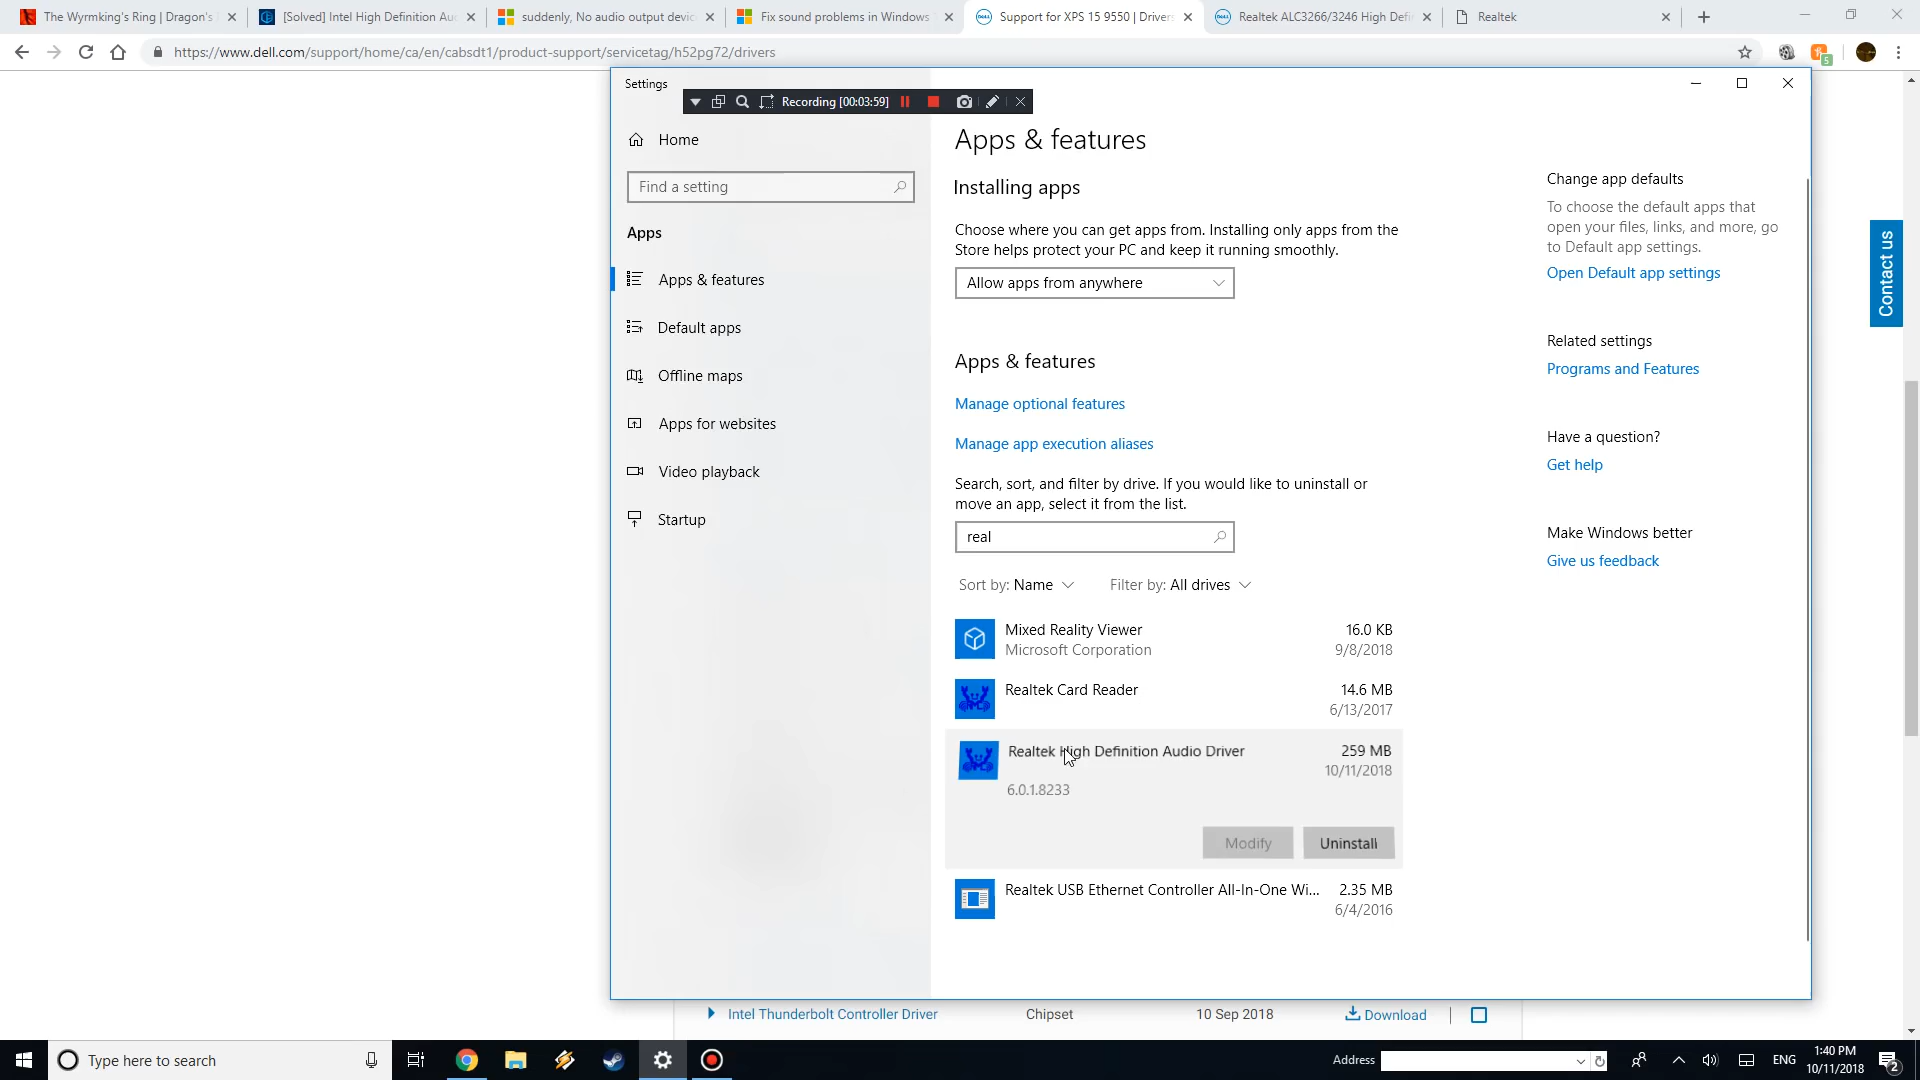 The Wyrmking's Ring | Dragon's
[Solved] Intel High Definition Au
suddenly, No audio output devic
Fix sound problems in Windows
Support for XPS 15 9550 | Drivers
Realtek ALC3266/3246 High Defi
Realtek
https://www.dell.com/support/home/ca/en/cabsdt1/product-support/servicetag/h52pg72/drivers
5
Settings
Recording [00:03:59]
Home
Find a setting
Apps
Apps & features
Default apps
Offline maps
Apps for websites
Video playback
Startup
Apps & features
Installing apps
Choose where you can get apps from. Installing only apps from the
Store helps protect your PC and keep it running smoothly.
Allow apps from anywhere
Apps & features
Manage optional features
Manage app execution aliases
Search, sort, and filter by drive. If you would like to uninstall or
move an app, select it from the list.
real
Sort by: Name
Filter by: All drives
Mixed Reality Viewer
16.0 KB
Microsoft Corporation
9/8/2018
Realtek Card Reader
14.6 MB
6/13/2017
Realtek High Definition Audio Driver
259 MB
10/11/2018
6.0.1.8233
Modify
Uninstall
Realtek USB Ethernet Controller All-In-One Wi...
2.35 MB
6/4/2016
Change app defaults
To choose the default apps that
open your files, links, and more, go
to Default app settings.
Open Default app settings
Related settings
Programs and Features
Have a question?
Get help
Make Windows better
Give us feedback
Contact us
Intel Thunderbolt Controller Driver
Chipset
10 Sep 2018
Download
Type here to search
Address
ENG
1:40 PM
10/11/2018
2